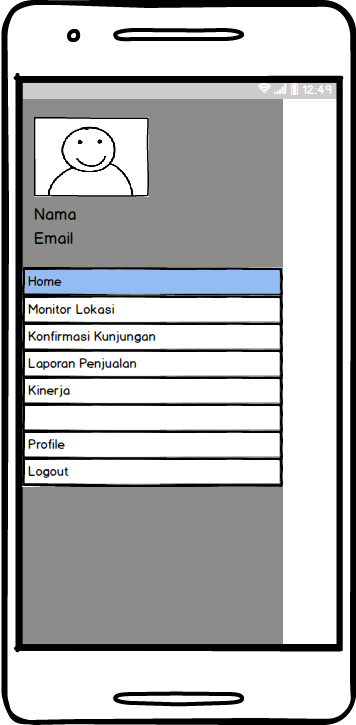 12:49
Nama
Email
Home
Monitor Lokasi
Konfirmasi Kunjungan
Laporan Penjualan
Kinerja
Profile
Logout